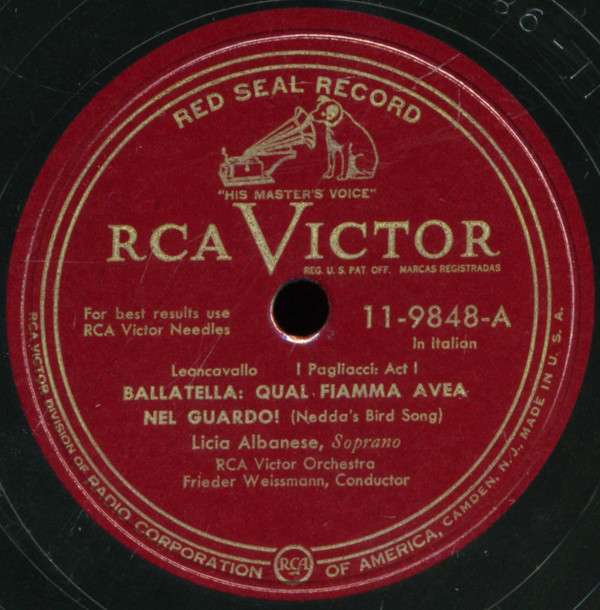 86-1
RED SEAL RECORD
"HIS MASTER'S VOICE"
RCA VICTOR
REG. U. S. PAT. OFF. MARCAS REGISTRADAS
For best results use
RCA Victor Needles
11-9848-A
In Italian
Leoncavallo I Pagliacci: Act I
BALLATELLA: QUAL FIAMMA AVEA
NEL GUARDO! (Nedda's Bird Song)
Licia Albanese, Soprano
RCA Victor Orchestra
Frieder Weissmann, Conductor
RCA VICTOR DIVISION OF RADIO CORPORATION OF AMERICA, CAMDEN, N. J., MADE IN U. S. A.
RCA